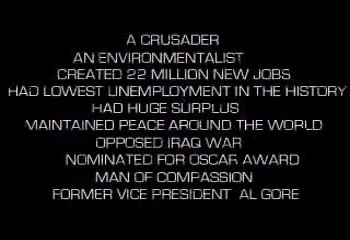 A CRUSADER
AN ENVIRONMENTALIST
CREATED 22 MILLION NEW JOBS
HAD LOWEST UNEMPLOYMENT IN THE HISTORY
HAD HUGE SURPLUS
MAINTAINED PEACE AROUND THE WORLD
OPPOSED IRAQ WAR
NOMINATED FOR OSCAR AWARD
MAN OF COMPASSION
FORMER VICE PRESIDENT AL GORE